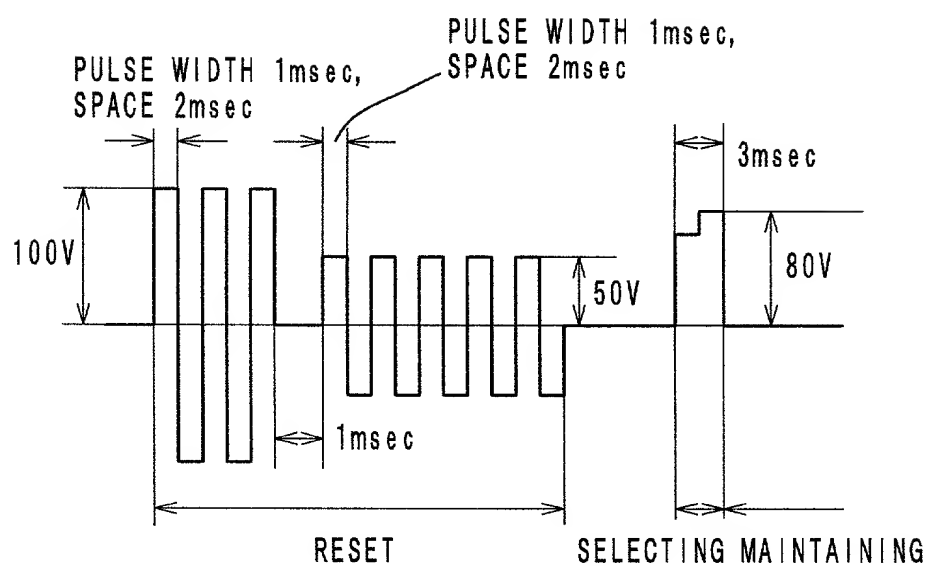 PULSE WIDTH 1msec,
SPACE 2msec
PULSE WIDTH 1msec,
SPACE 2msec
3msec
100V
50V
80V
1msec
RESET
SELECTING MAINTAINING